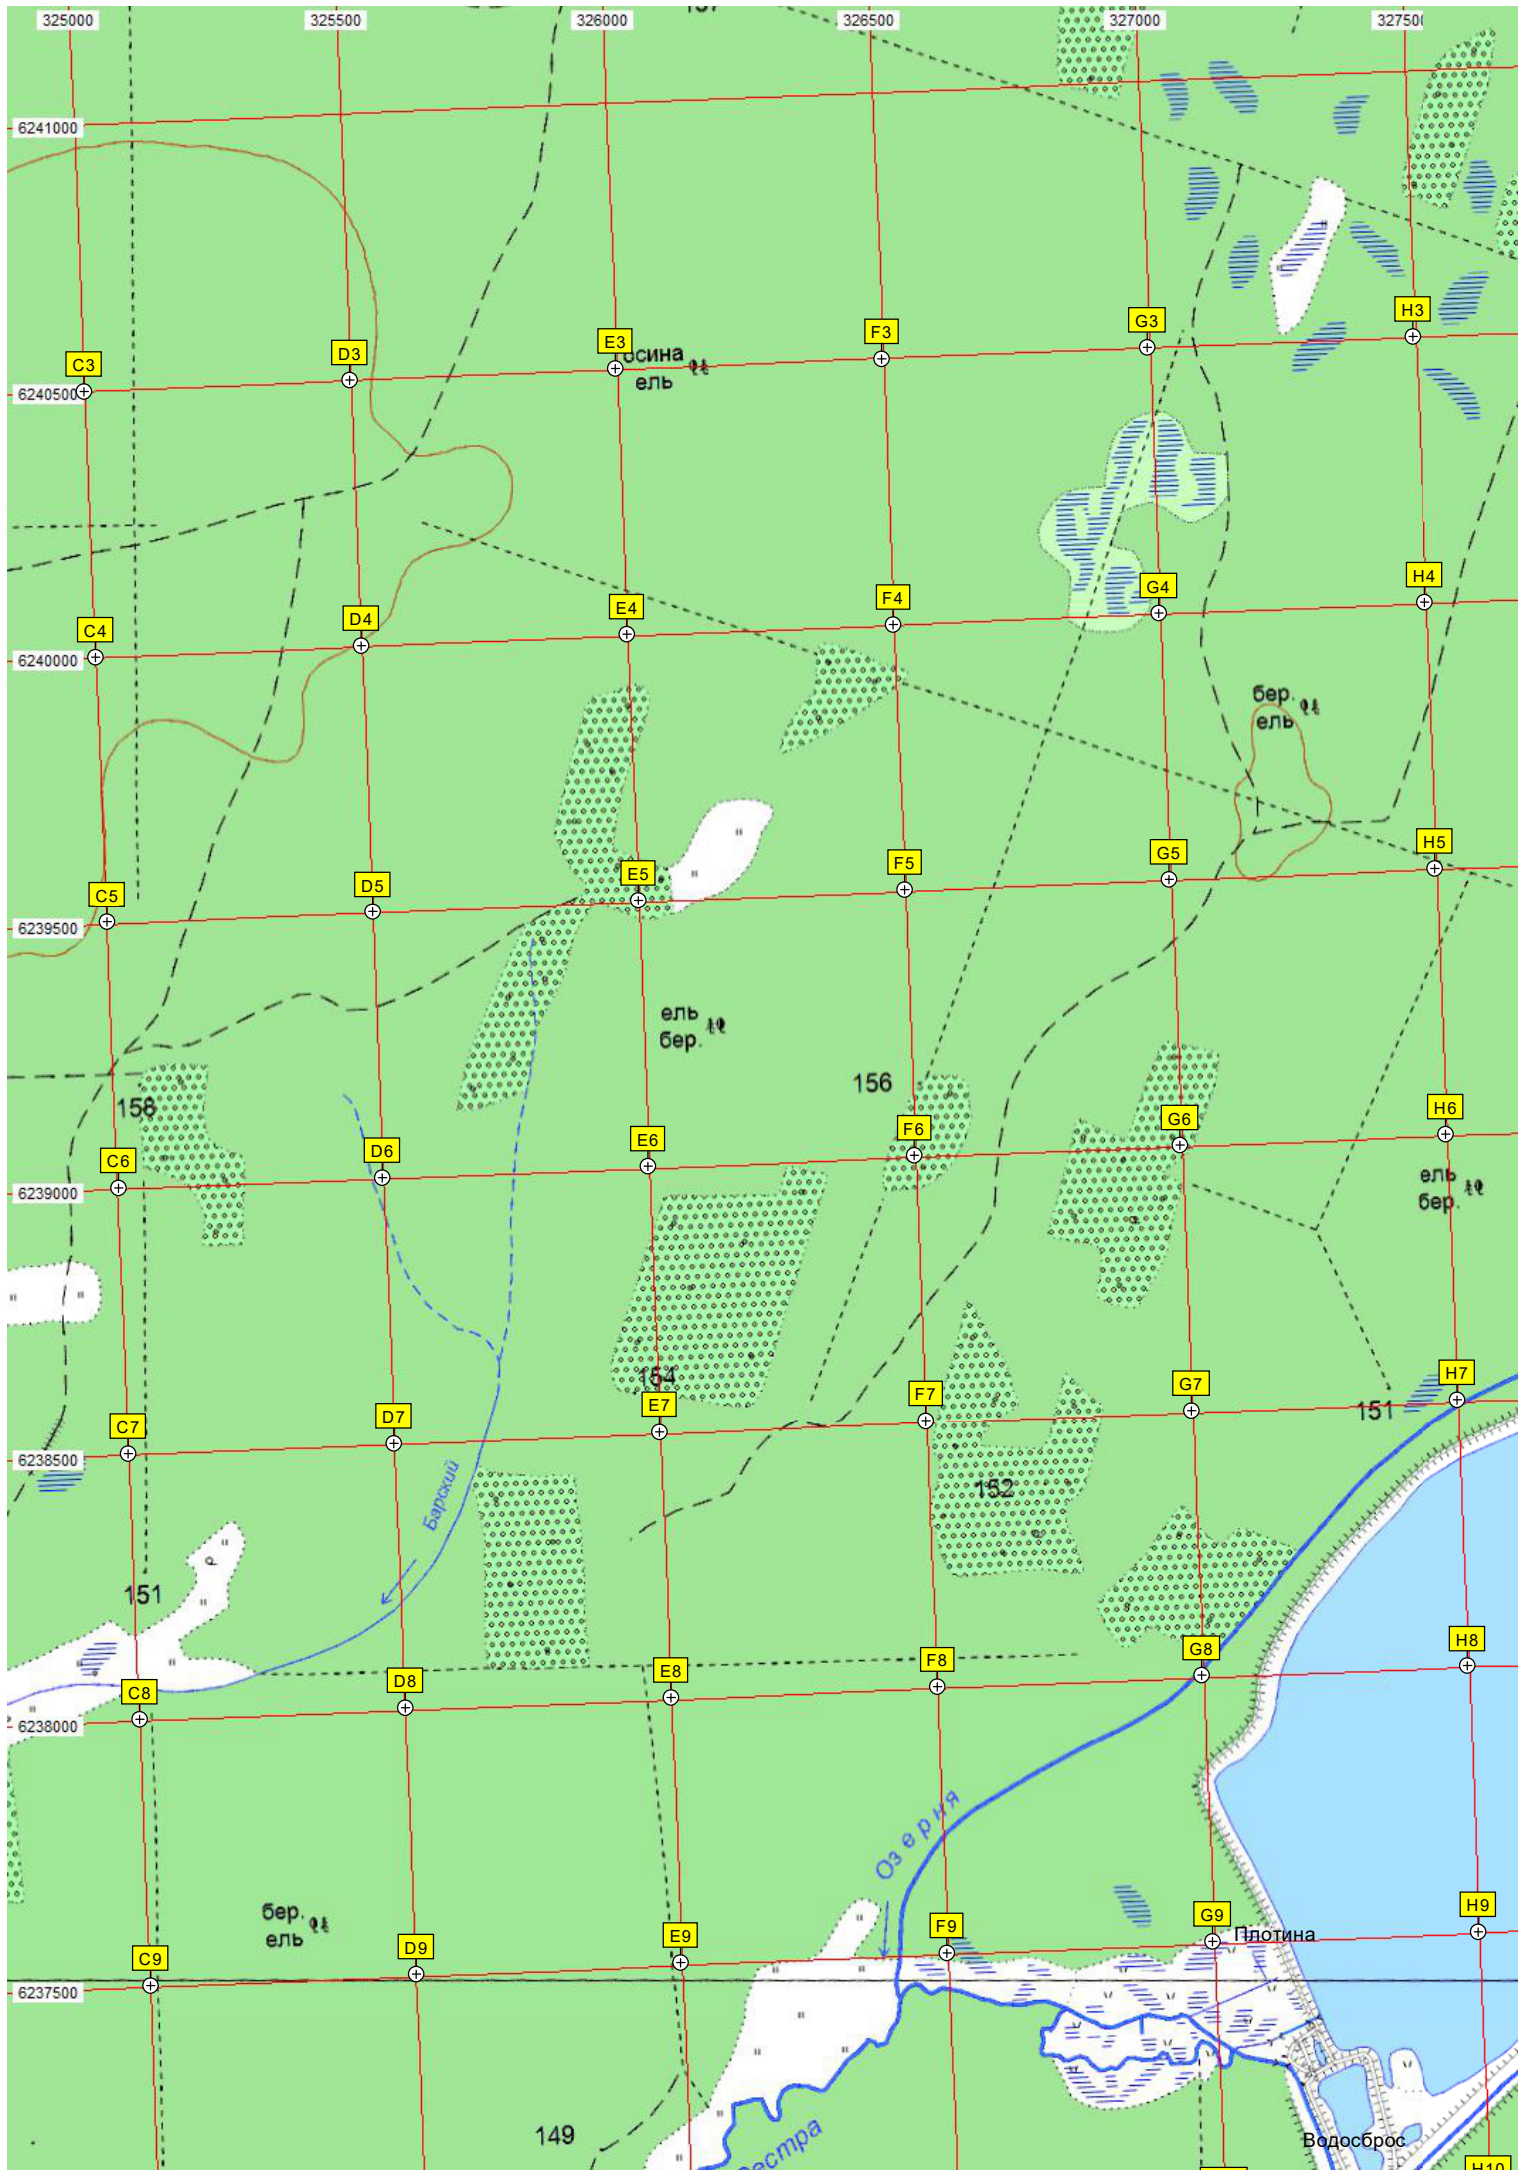 325000 325500 326000 326500 327000 327500
6241000
C3 D3 E3 F3 G3 H3
осина
ель
6240500
C4 D4 E4 F4 G4 H4
6240000
бер.
ель
C5 D5 E5 F5 G5 H5
6239500
ель
бер.
156
158
C6 D6 E6 F6 G6 H6
6239000
ель
бер.
154
151
C7 D7 E7 F7 G7 H7
6238500
Барский
152
151
C8 D8 E8 F8 G8 H8
6238000
Озерня
бер.
ель
C9 D9 E9 F9 G9 H9
Плотина
6237500
149
Водосброс
H10